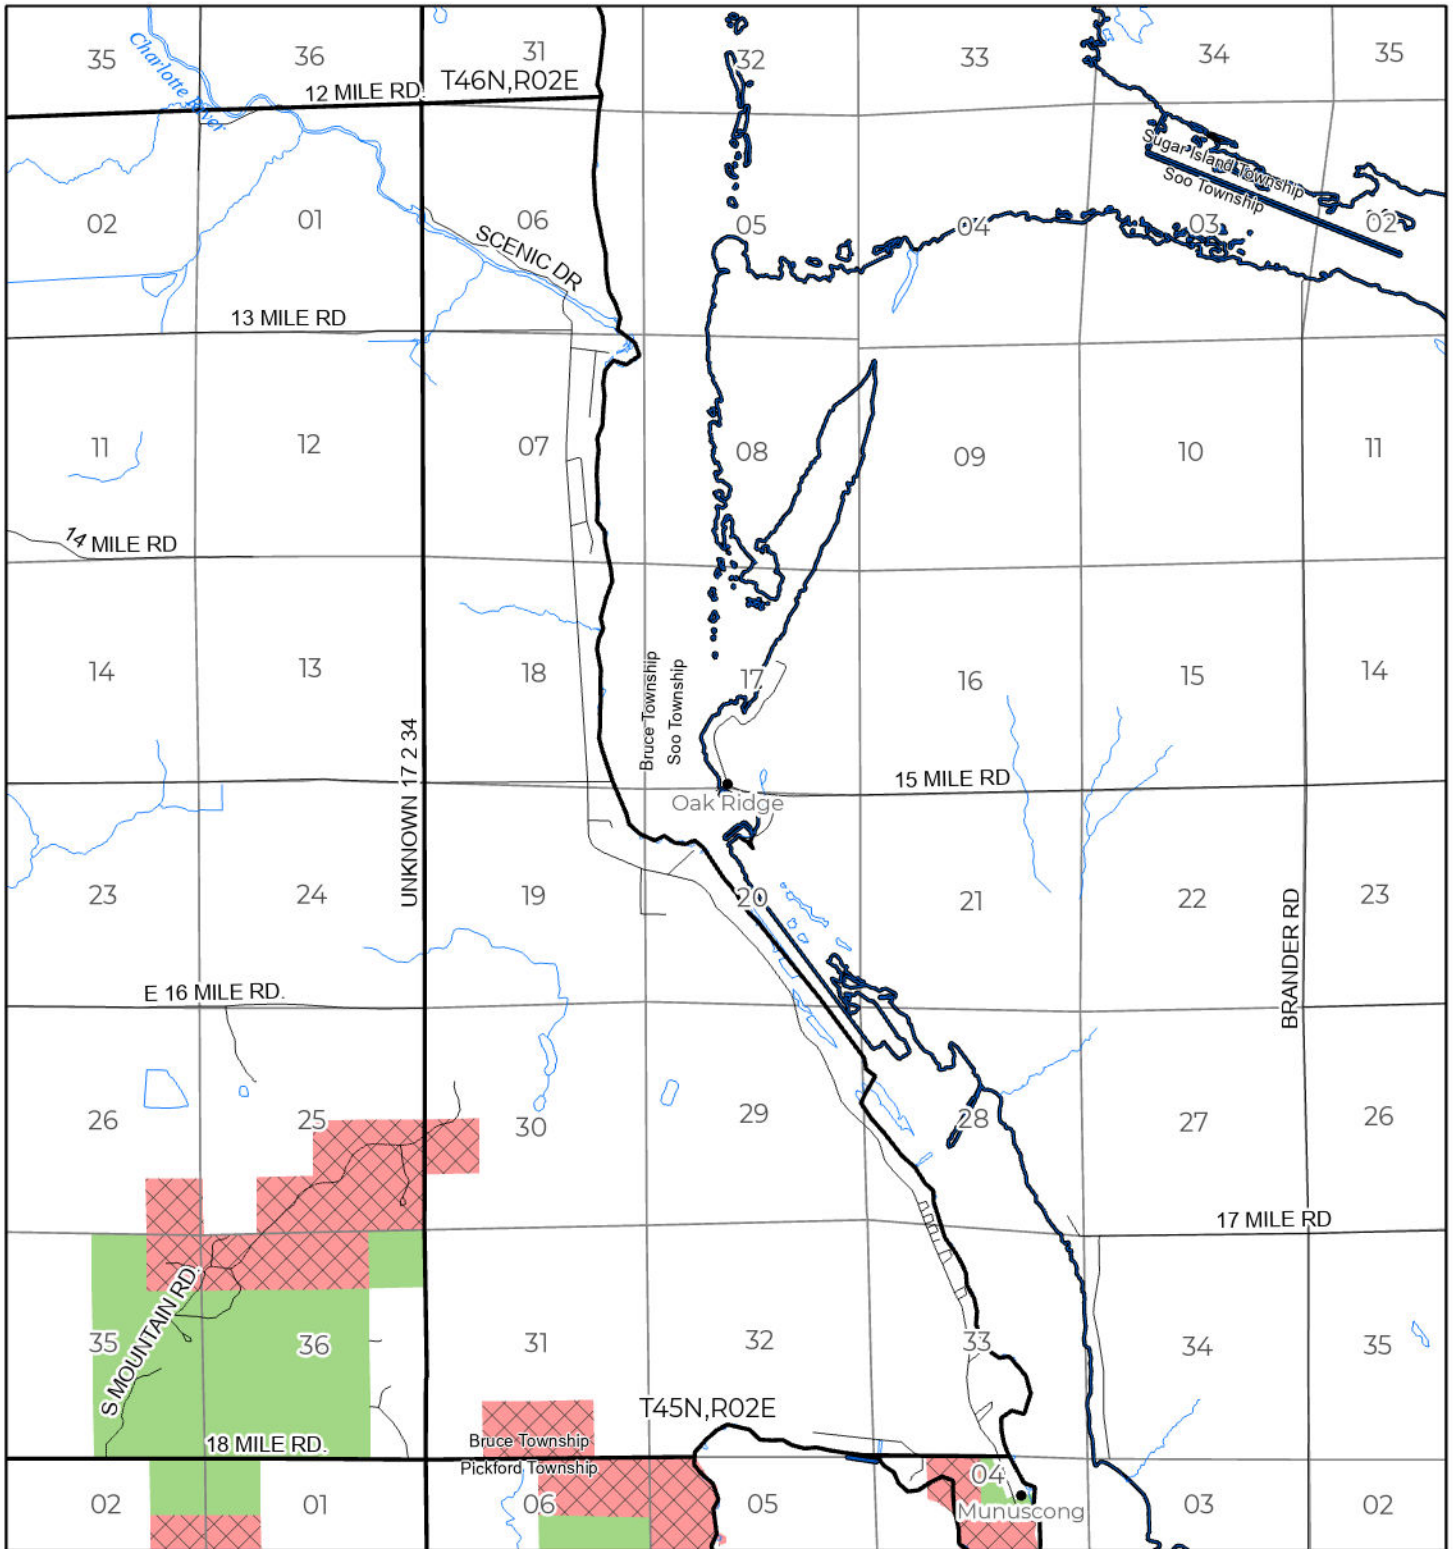 35
36
31
32
33
34
35
Charlotte River
12 MILE RD.
T46N,R02E
Sugar Island Township
Soo Township
02
01
06
05
04
03
02
SCENIC DR
13 MILE RD
11
12
07
08
09
10
11
14 MILE RD
14
13
18
17
16
15
14
Bruce Township
Soo Township
UNKNOWN 17 2 34
15 MILE RD
Oak Ridge
23
24
19
20
21
22
23
BRANDER RD
E 16 MILE RD.
26
25
30
29
28
27
26
17 MILE RD
S MOUNTAIN RD.
35
36
31
32
33
34
35
T45N,R02E
18 MILE RD.
Bruce Township
Pickford Township
02
01
06
05
04
03
02
Munuscong